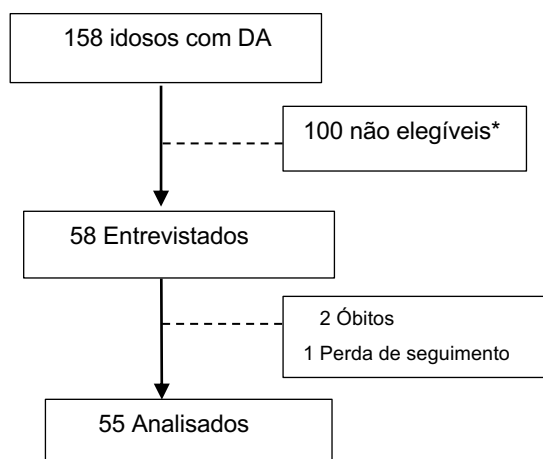 158 idosos com DA
100 não elegíveis*
58 Entrevistados
2 Óbitos
1 Perda de seguimento
55 Analisados